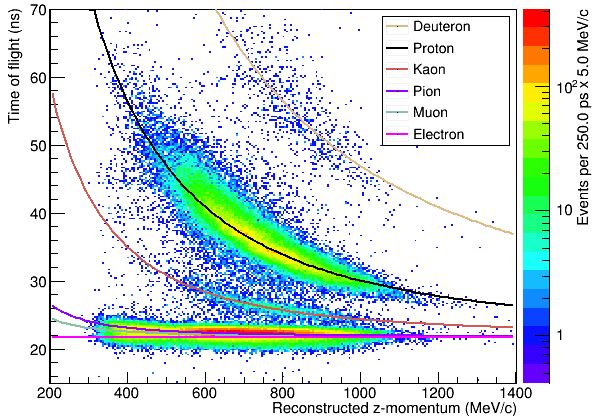 Time of flight (ns)
70
60
50
40
30
20
200
400
600
800
1000
1200
1400
Reconstructed z-momentum (MeV/c)
Deuteron
Proton
Kaon
Pion
Muon
Electron
10²
10
1
Events per 250.0 ps x 5.0 MeV/c